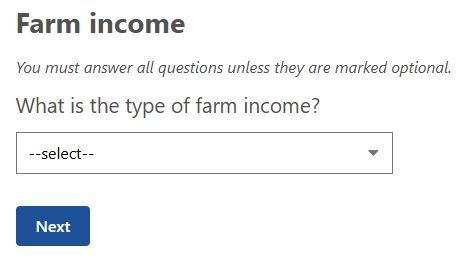 Farm income
You must answer all questions unless they are marked optional.
What is the type of farm income?
--select--
Next